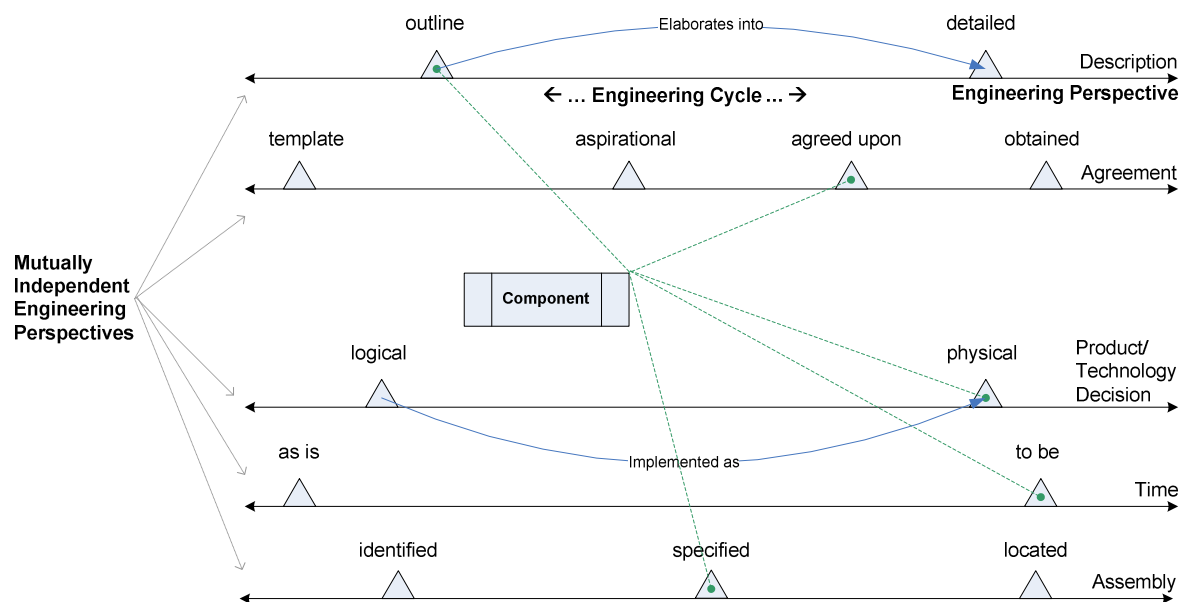 outline
Elaborates into
detailed
Description
← ... Engineering Cycle ... →
Engineering Perspective
template
aspirational
agreed upon
obtained
Agreement
Mutually
Independent
Engineering
Perspectives
Component
logical
physical
Product/
Technology
Decision
as is
Implemented as
to be
Time
identified
specified
located
Assembly